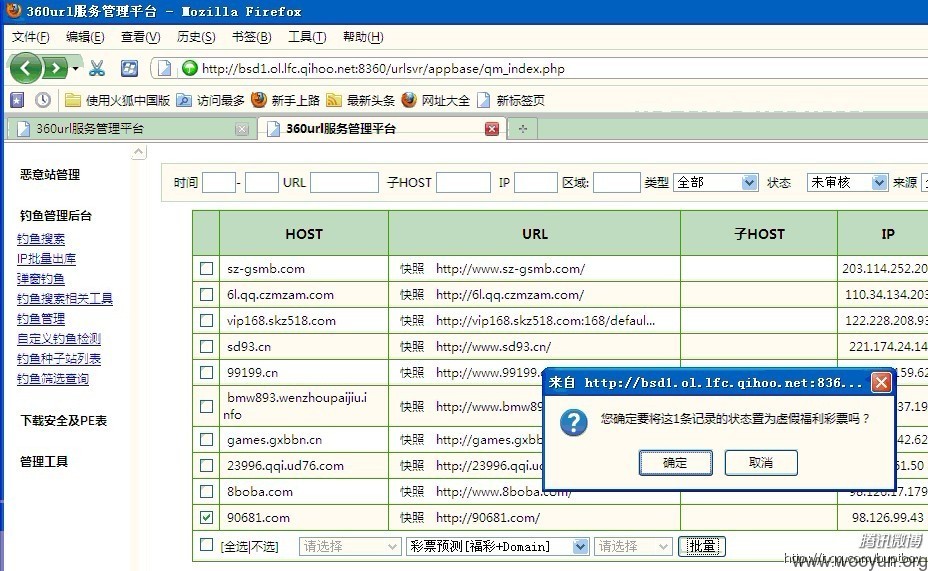 360url服务管理平台 - Mozilla Firefox
文件(F) 编辑(E) 查看(V) 历史(S) 书签(B) 工具(T) 帮助(H)
http://bsd1.ol.lfc.qihoo.net:8360/urlsvr/appbase/qm_index.php
使用火狐中国版 访问最多 新手上路 最新头条 网址大全 新标签页
360url服务管理平台 360url服务管理平台
恶意站管理
钓鱼管理后台
钓鱼搜索
IP批量出库
弹窗钓鱼
钓鱼搜索相关工具
钓鱼管理
自定义钓鱼检测
钓鱼种子站列表
钓鱼筛选查询
下载安全及PE表
管理工具
时间 - URL 子HOST IP 区域: 类型 全部 状态 未审核 来源
HOST URL 子HOST IP
sz-gsmb.com 快照 http://www.sz-gsmb.com/ 203.114.252.20
6l.qq.czmzam.com 快照 http://6l.qq.czmzam.com/ 110.34.134.203
vip168.skz518.com 快照 http://vip168.skz518.com:168/defaul... 122.228.208.93
sd93.cn 快照 http://www.sd93.cn/ 221.174.24.14
99199.cn 快照 http://www.99199.c 159.62
bmw893.wenzhoupaijiu.i
nfo 快照 http://www.bmw89 37.19
games.gxbbn.cn 快照 http://games.gxbb 42.62
23996.qqi.ud76.com 快照 http://23996.qqi.u 51.50
8boba.com 快照 http://www.8boba.com/ 98.126.17.179
90681.com 快照 http://90681.com/ 98.126.99.43
[全选|不选] 请选择 彩票预测[福彩+Domain] 请选择 批量
来自 http://bsd1.ol.lfc.qihoo.net:836...
您确定要将这1条记录的状态置为虚假福利彩票吗？
确定 取消
腾讯微博
www.wooyun.org